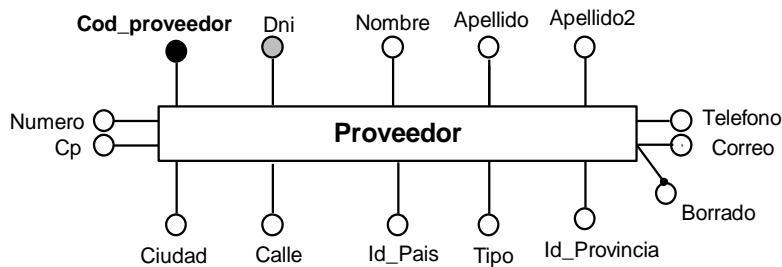 Cod_proveedor
Dni
Nombre
Apellido
Apellido2
Numero
Proveedor
Telefono
Cp
Correo
Borrado
Ciudad
Calle
Id_Pais
Tipo
Id_Provincia